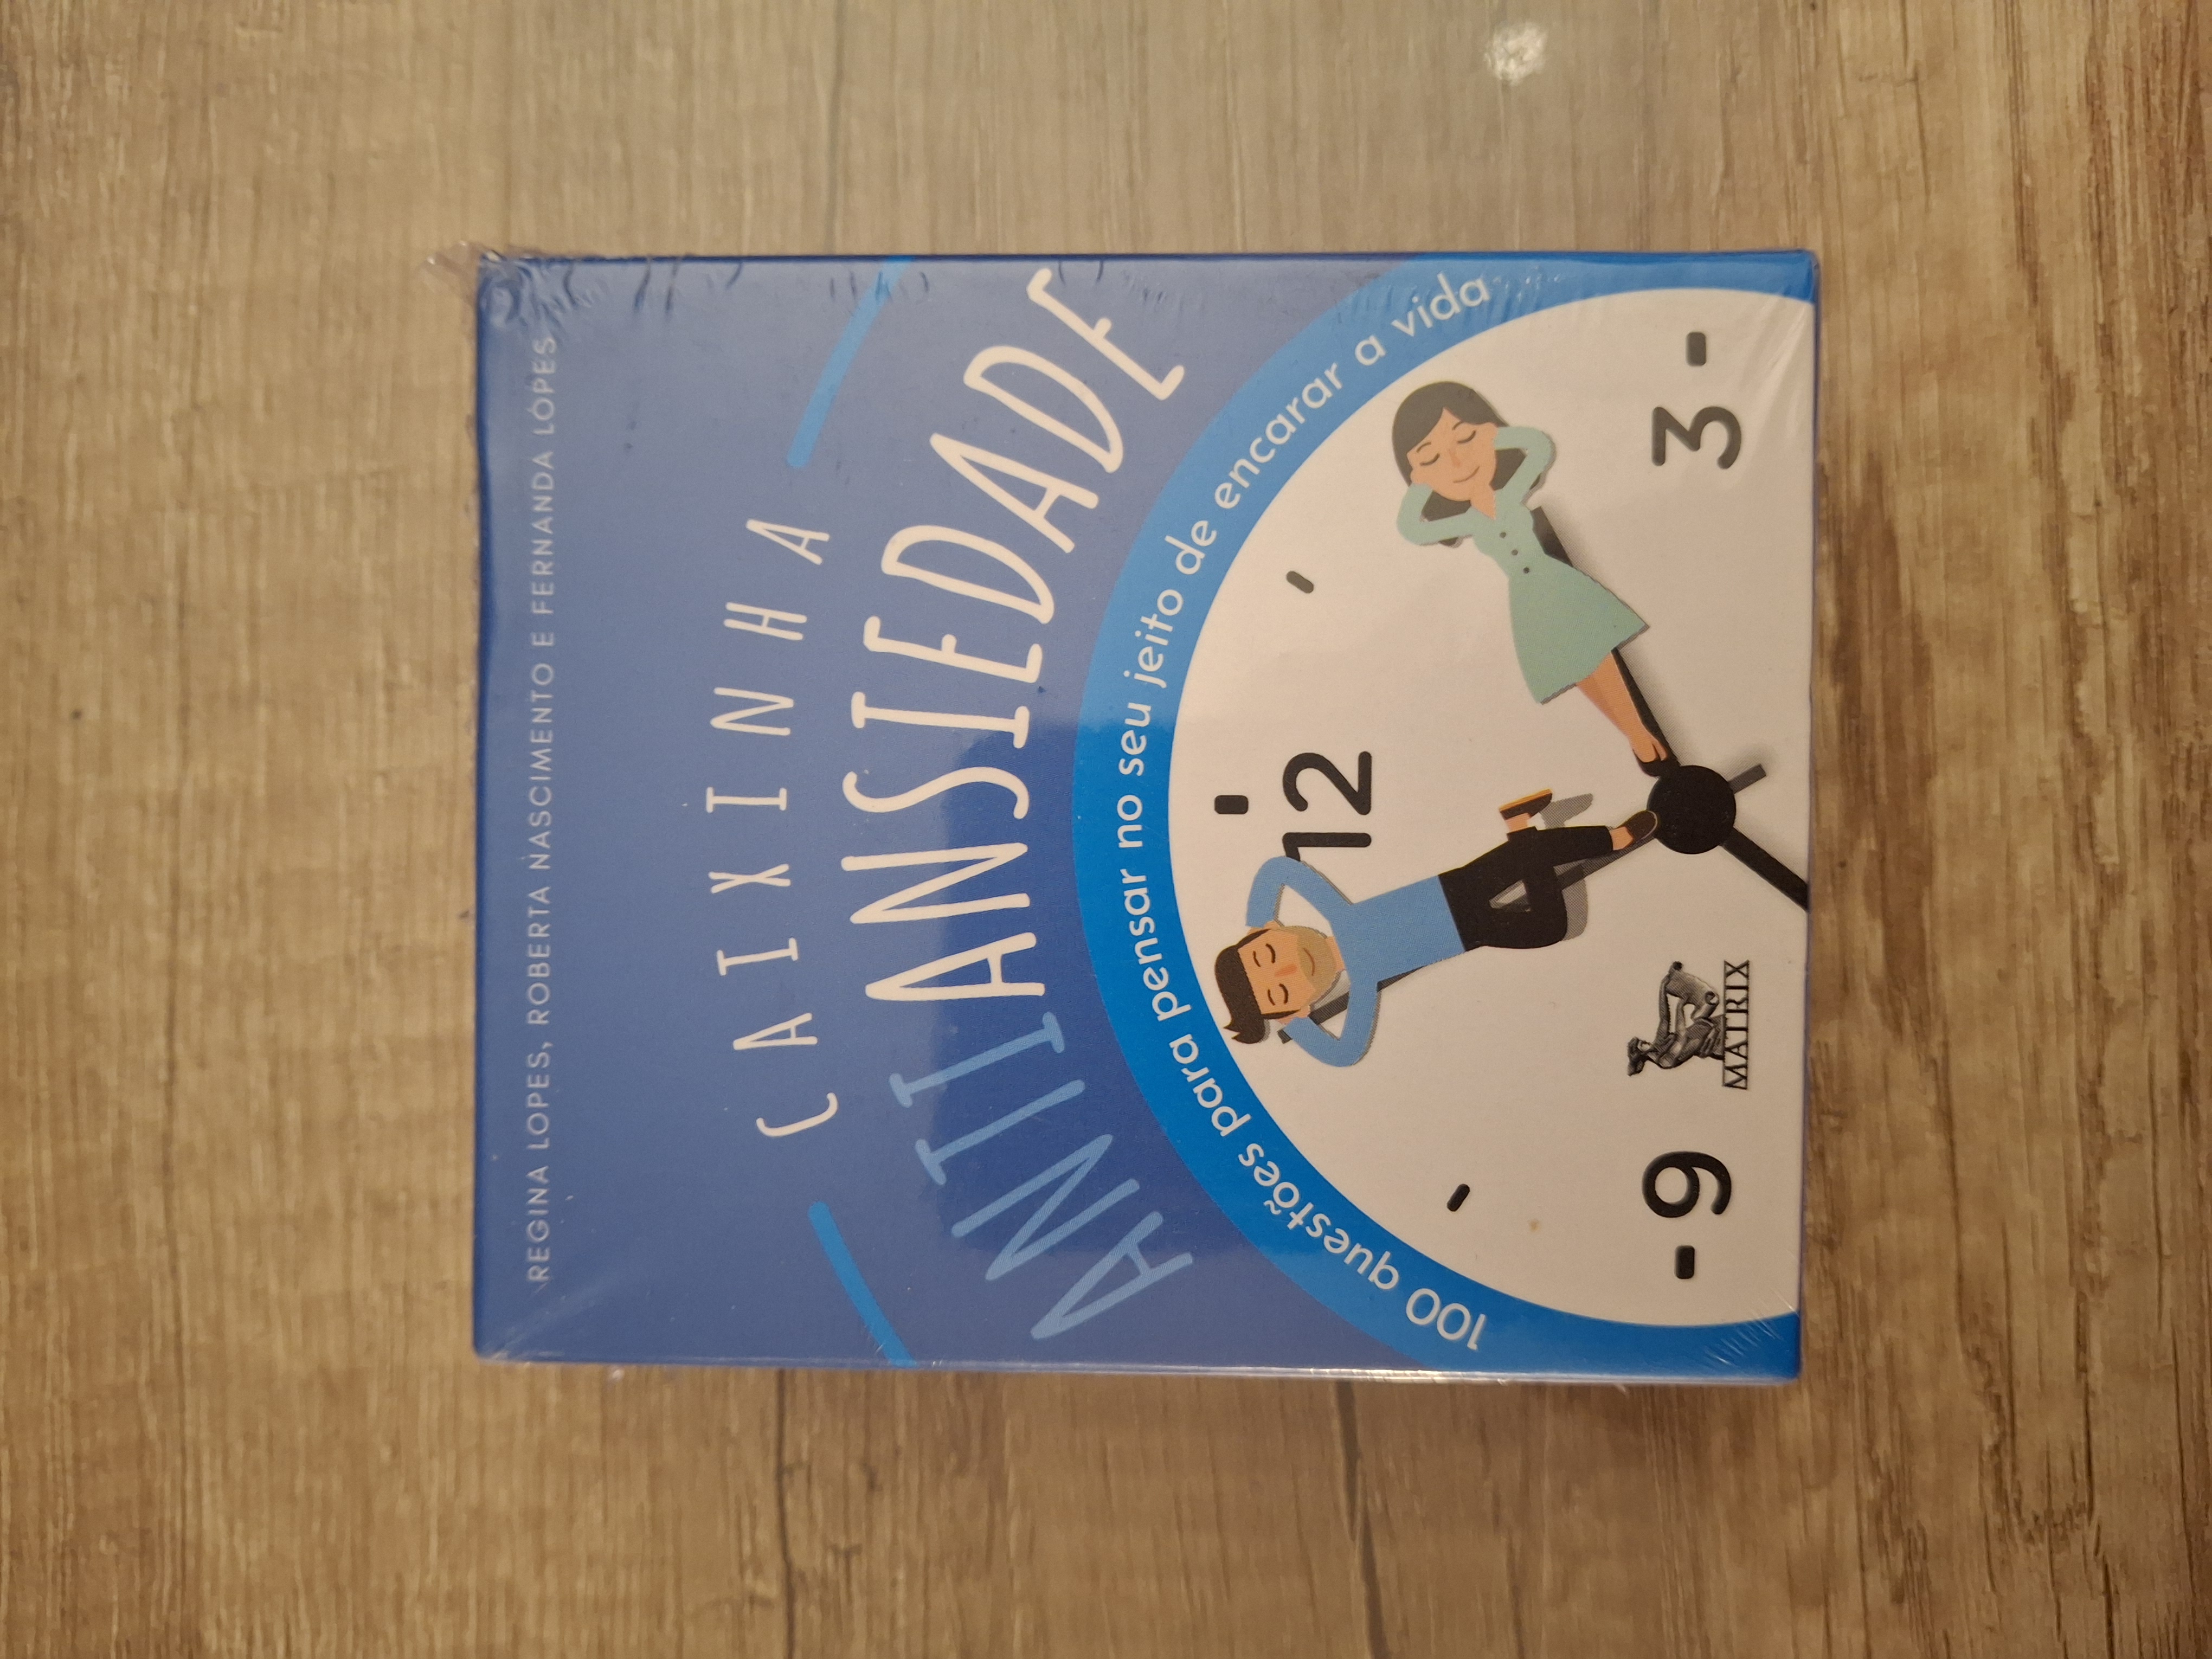 REGINA LOPES, ROBERTA NASCIMENTO E FERNANDA LOPES
CAIXINHA
ANTIANSIEDADE
100 questões para pensar no seu jeito de encarar a vida
12
9
3
MATRIX